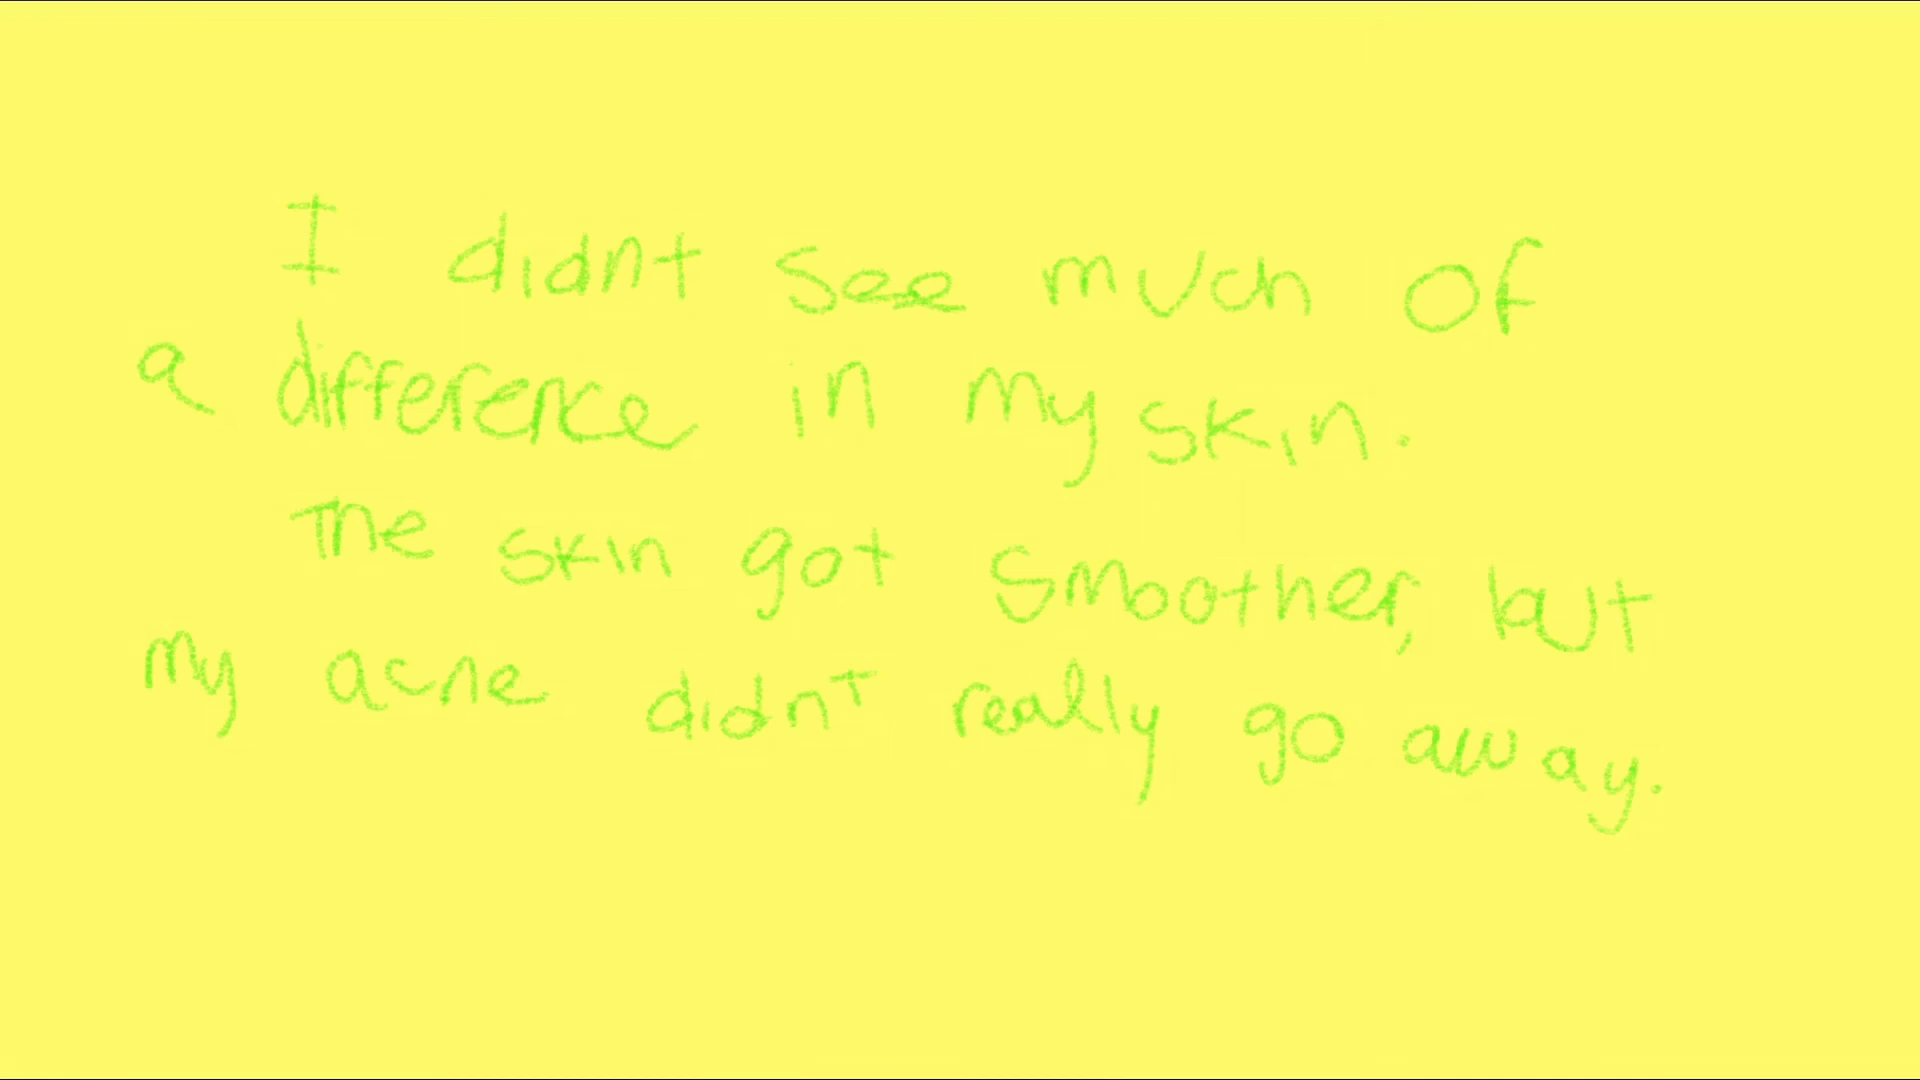 I didnt see much of
a difference in my skin.
The skin got smoother, but
my acne didnt really go away.